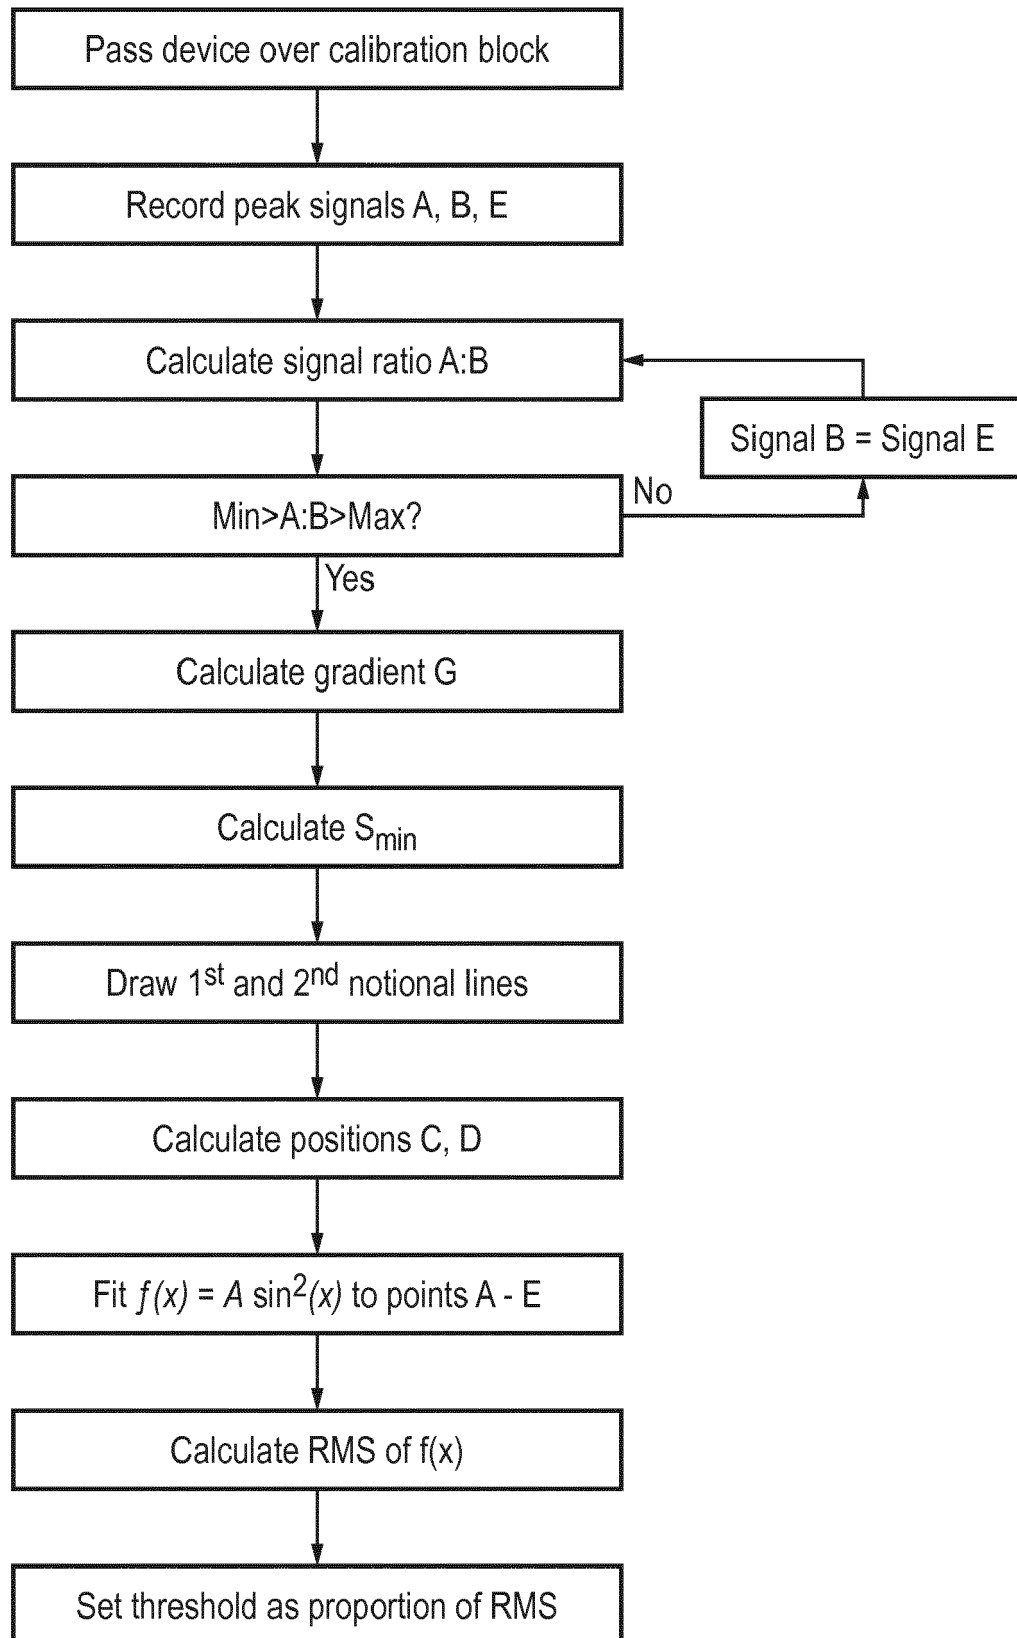 Pass device over calibration block
Record peak signals A, B, E
Calculate signal ratio A:B
Signal B = Signal E
Min>A:B>Max?
No
Yes
Calculate gradient G
Calculate Smin
Draw 1st and 2nd notional lines
Calculate positions C, D
Fit f(x) = A sin²(x) to points A - E
Calculate RMS of f(x)
Set threshold as proportion of RMS